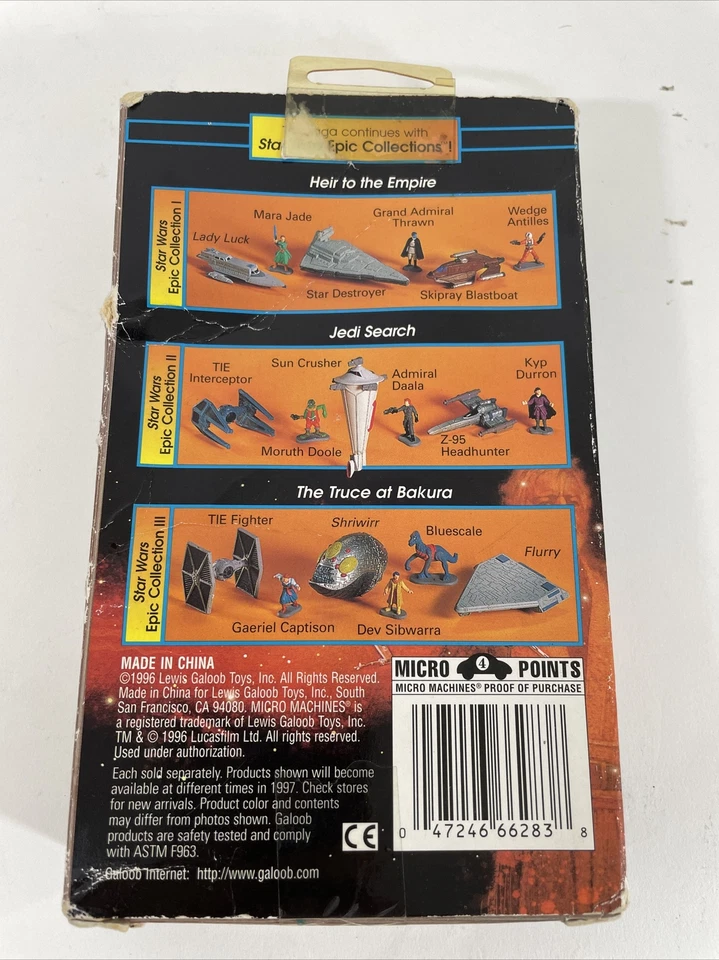 aga continues with
Sta Epic Collections !
Heir to the Empire
Star Wars
Epic Collection I
Lady Luck
Mara Jade
Star Destroyer
Grand Admiral
Thrawn
Skipray Blastboat
Wedge
Antilles
Jedi Search
Star Wars
Epic Collection II
TIE
Interceptor
Sun Crusher
Moruth Doole
Admiral
Daala
Z-95
Headhunter
Kyp
Durron
The Truce at Bakura
Star Wars
Epic Collection III
TIE Fighter
Gaeriel Captison
Shriwirr
Dev Sibwarra
Bluescale
Flurry
MADE IN CHINA
©1996 Lewis Galoob Toys, Inc. All Rights Reserved.
Made in China for Lewis Galoob Toys, Inc., South
San Francisco, CA 94080. MICRO MACHINES® is
a registered trademark of Lewis Galoob Toys, Inc.
TM & © 1996 Lucasfilm Ltd. All rights reserved.
Used under authorization.
Each sold separately. Products shown will become
available at different times in 1997. Check stores
for new arrivals. Product color and contents
may differ from photos shown. Galoob
products are safety tested and comply
with ASTM F963.
Galoob Internet: http://www.galoob.com
CE
MICRO 4 POINTS
MICRO MACHINES® PROOF OF PURCHASE
0 47246 66283 8